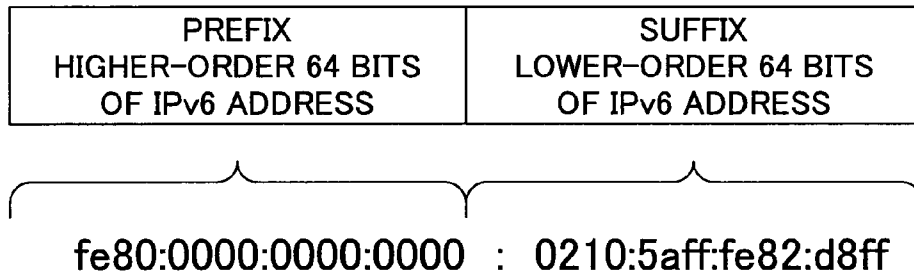 PREFIX
HIGHER-ORDER 64 BITS
OF IPv6 ADDRESS
SUFFIX
LOWER-ORDER 64 BITS
OF IPv6 ADDRESS
fe80:0000:0000:0000 : 0210:5aff:fe82:d8ff